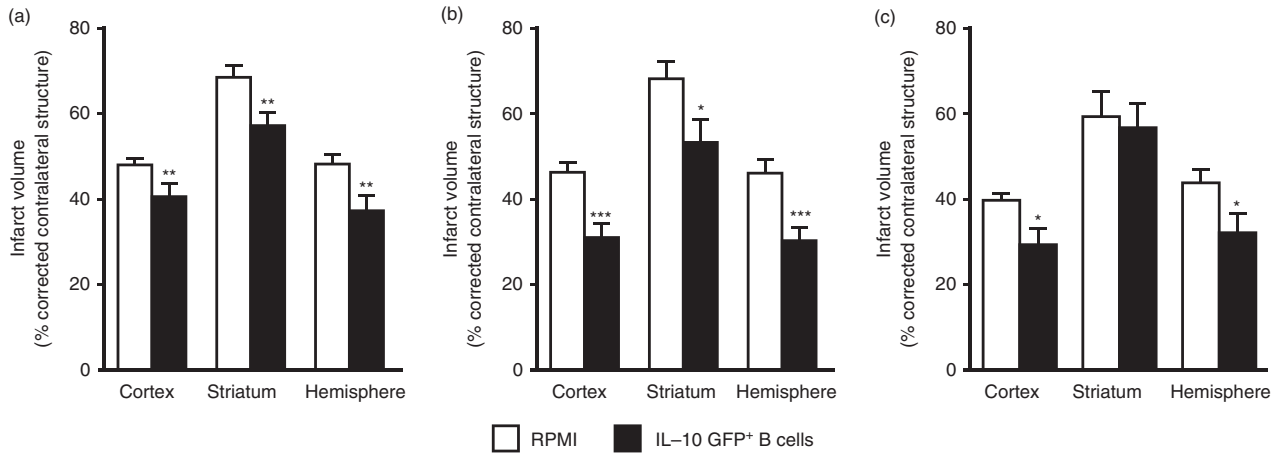 (a)
80
60
40
20
0
Infarct volume
(% corrected contralateral structure)
**
**
**
Cortex Striatum Hemisphere
(b)
80
60
40
20
0
Infarct volume
(% corrected contralateral structure)
***
*
***
Cortex Striatum Hemisphere
(c)
80
60
40
20
0
Infarct volume
(% corrected contralateral structure)
*
*
Cortex Striatum Hemisphere
RPMI IL–10 GFP⁺ B cells